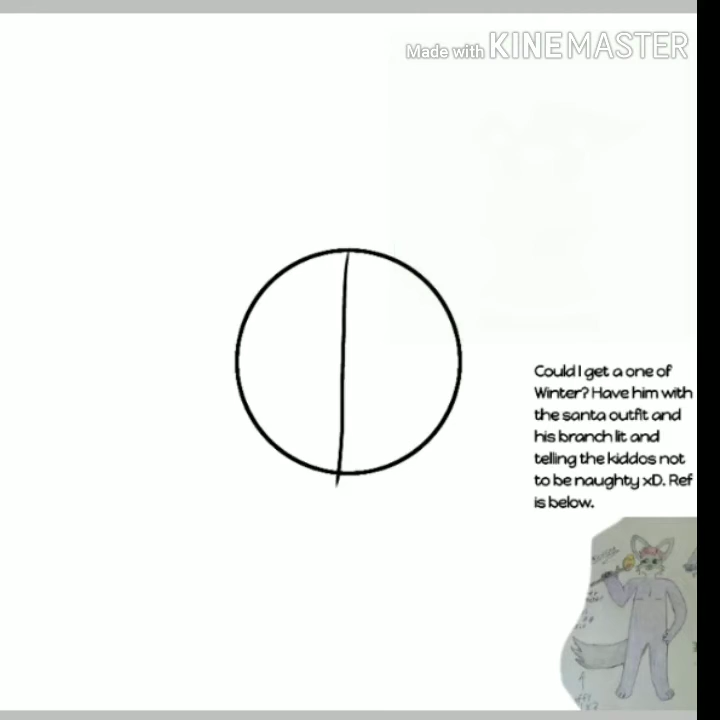 Made with KINEMASTER
Could I get a one of
Winter? Have him with
the santa outfit and
his branch lit and
telling the kiddos not
to be naughty xD. Ref
is below.